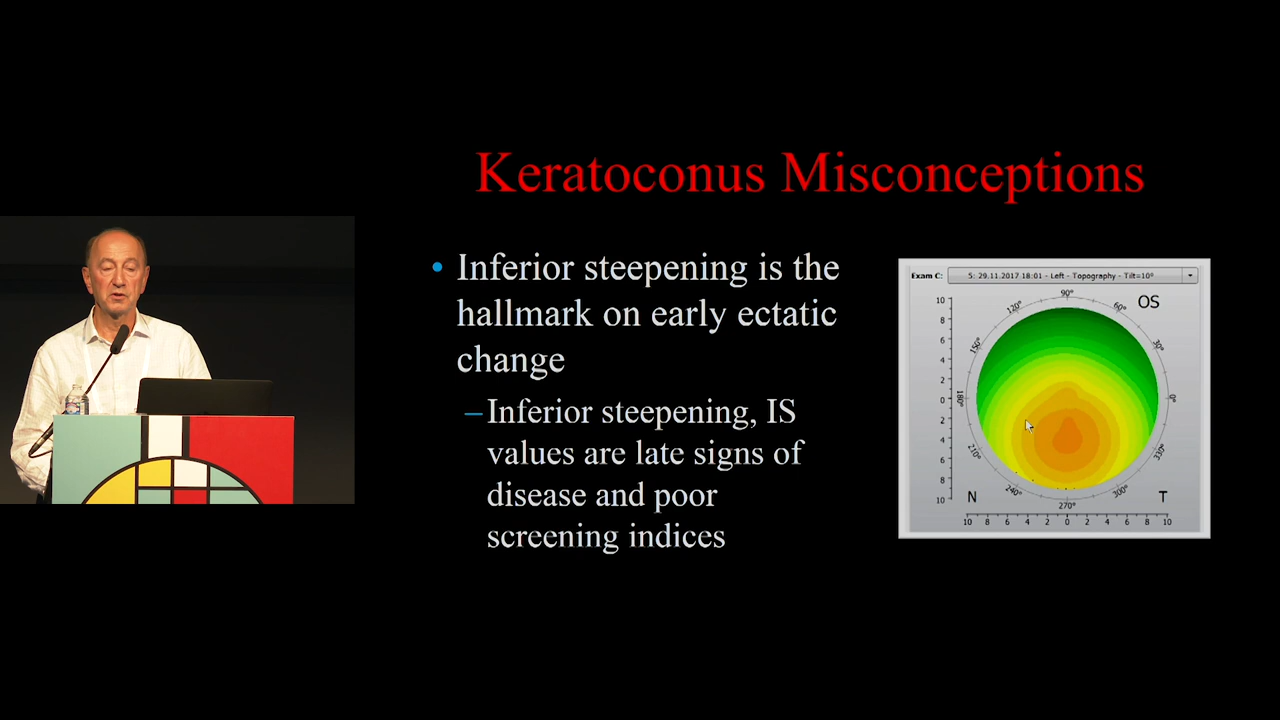 Keratoconus Misconceptions
• Inferior steepening is the
hallmark on early ectatic
change
–Inferior steepening, IS
values are late signs of
disease and poor
screening indices
Exam C: 5: 29.11.2017 18:01 - Left - Topography - Tilt=10°
OS
90°
120° 60°
150° 30°
180° 0°
210° 330°
240° 300°
270°
10
8
6
4
2
0
2
4
6
8
10
N T
10 8 6 4 2 0 2 4 6 8 10